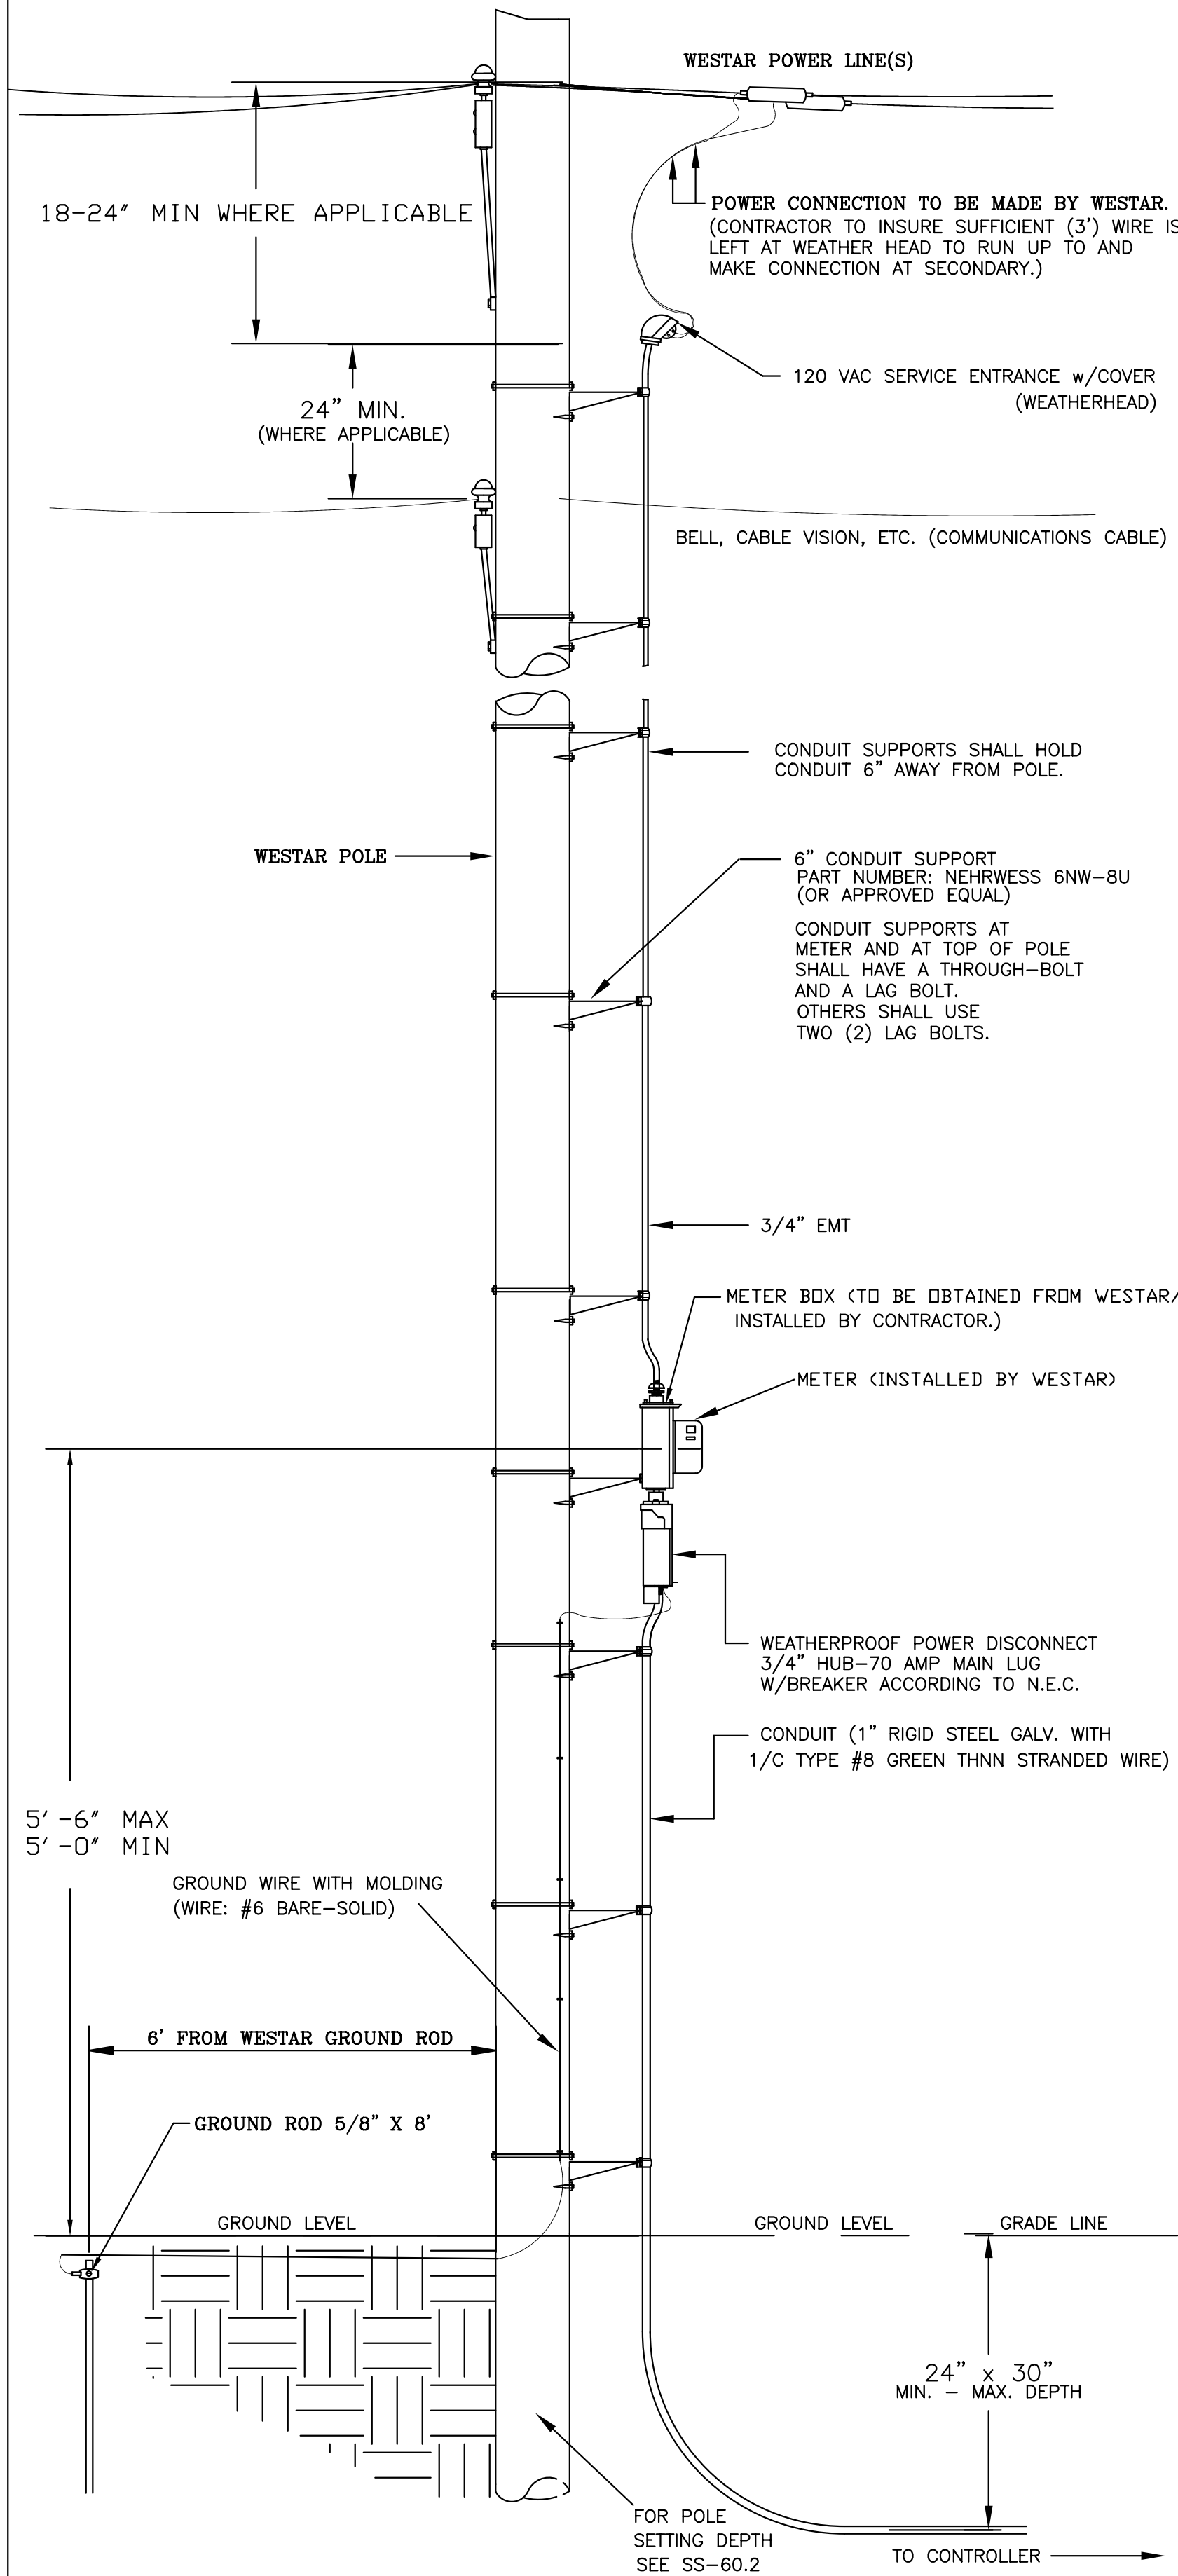 WESTAR POWER LINE(S)
18-24" MIN WHERE APPLICABLE
POWER CONNECTION TO BE MADE BY WESTAR.
(CONTRACTOR TO INSURE SUFFICIENT (3') WIRE IS
LEFT AT WEATHER HEAD TO RUN UP TO AND
MAKE CONNECTION AT SECONDARY.)
120 VAC SERVICE ENTRANCE w/COVER
(WEATHERHEAD)
24" MIN.
(WHERE APPLICABLE)
BELL, CABLE VISION, ETC. (COMMUNICATIONS CABLE)
CONDUIT SUPPORTS SHALL HOLD
CONDUIT 6" AWAY FROM POLE.
WESTAR POLE
6" CONDUIT SUPPORT
PART NUMBER: NEHRWESS 6NW-8U
(OR APPROVED EQUAL)
CONDUIT SUPPORTS AT
METER AND AT TOP OF POLE
SHALL HAVE A THROUGH-BOLT
AND A LAG BOLT.
OTHERS SHALL USE
TWO (2) LAG BOLTS.
3/4" EMT
METER BOX (TO BE OBTAINED FROM WESTAR/
INSTALLED BY CONTRACTOR.)
METER (INSTALLED BY WESTAR)
WEATHERPROOF POWER DISCONNECT
3/4" HUB-70 AMP MAIN LUG
W/BREAKER ACCORDING TO N.E.C.
CONDUIT (1" RIGID STEEL GALV. WITH
1/C TYPE #8 GREEN THNN STRANDED WIRE)
5'-6" MAX
5'-0" MIN
GROUND WIRE WITH MOLDING
(WIRE: #6 BARE-SOLID)
6' FROM WESTAR GROUND ROD
GROUND ROD 5/8" X 8'
GROUND LEVEL
GROUND LEVEL
GRADE LINE
24" x 30"
MIN. - MAX. DEPTH
FOR POLE
SETTING DEPTH
SEE SS-60.2
TO CONTROLLER